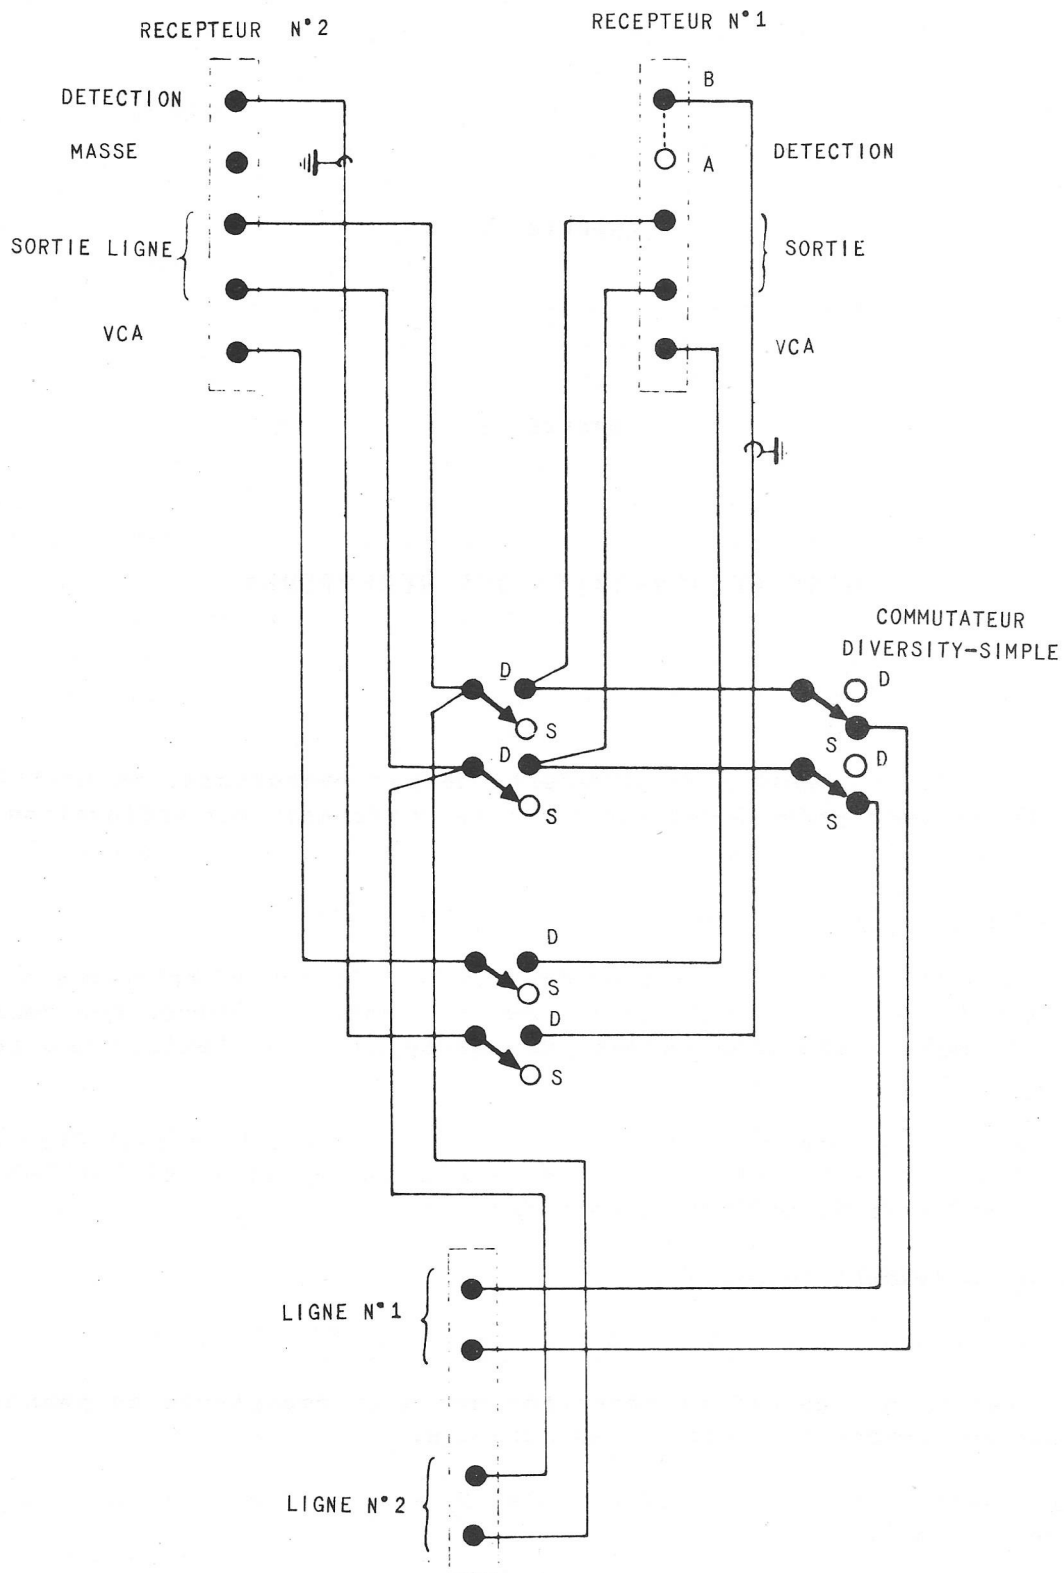 RECEPTEUR N°2
RECEPTEUR N°1
DETECTION
MASSE
SORTIE LIGNE
VCA
B
A
DETECTION
SORTIE
VCA
COMMUTATEUR
DIVERSITY-SIMPLE
D
S
D
S
D
S
D
S
D
S
D
S
LIGNE N°1
LIGNE N°2